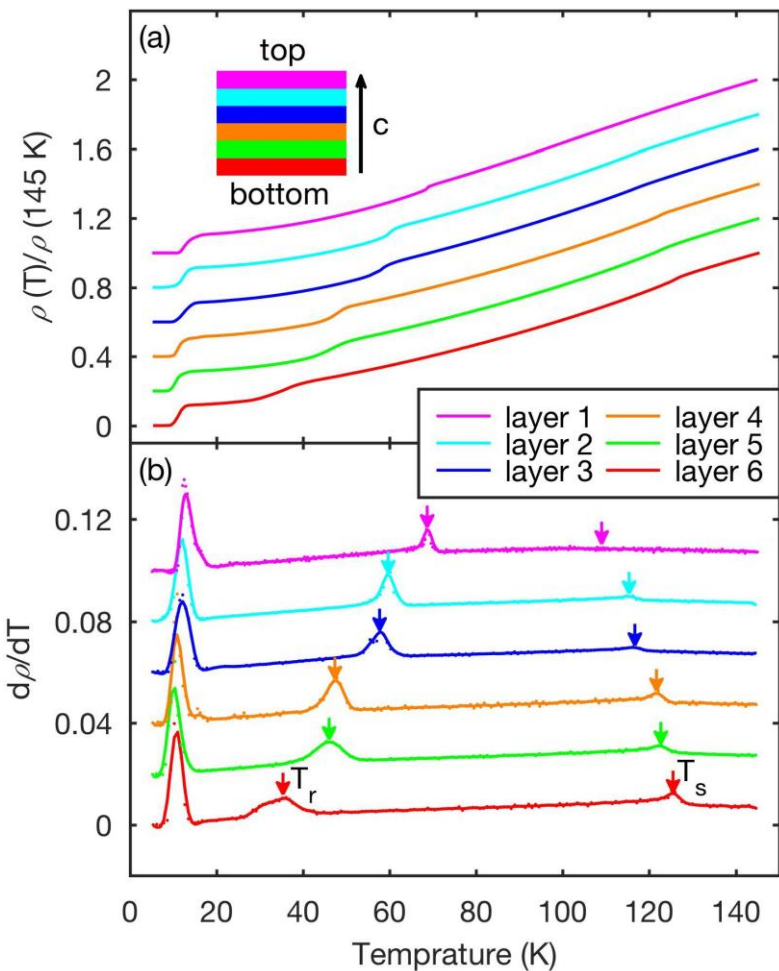 (a)
top
c
bottom
2
1.6
1.2
0.8
0.4
0
ρ (T)/ρ (145 K)
layer 1
layer 2
layer 3
layer 4
layer 5
layer 6
(b)
0.12
0.08
0.04
0
dρ/dT
T_r
T_s
0 20 40 60 80 100 120 140
Temprature (K)